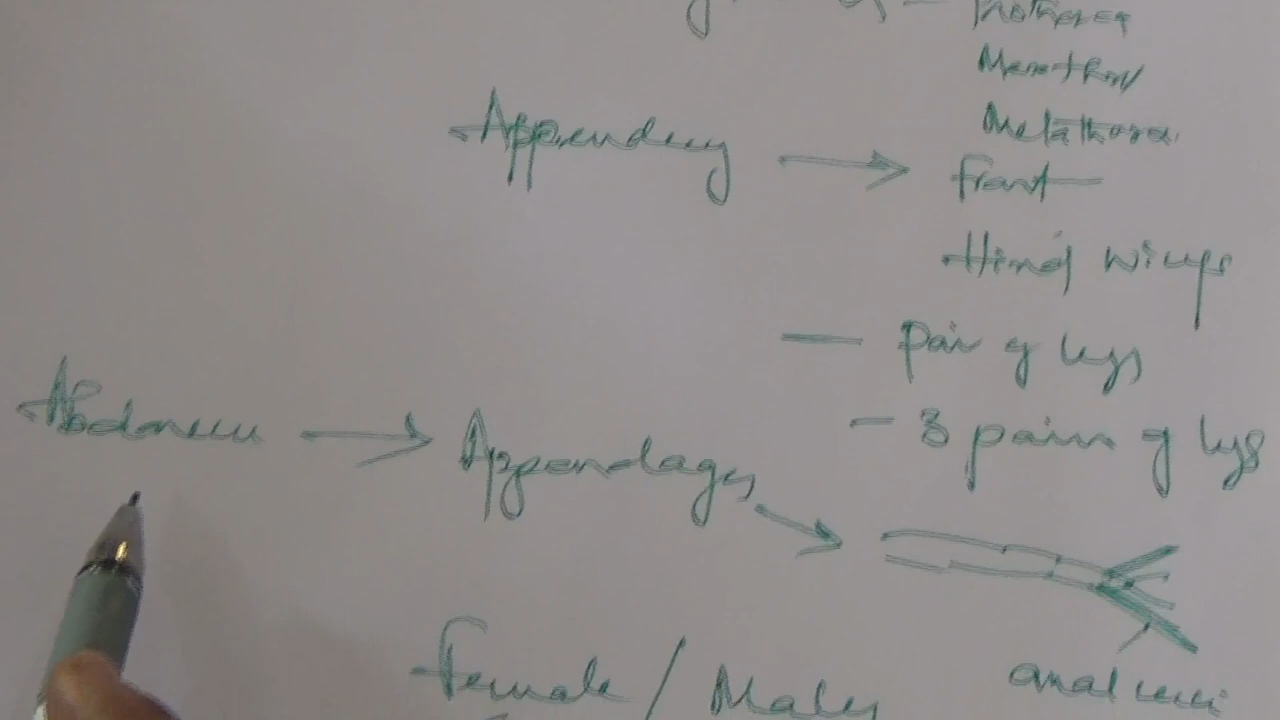 Prothorax
Mesothorax
Metathorax
Appendag
Front
Hind wings
Pair of legs
Abdomen
Appendages
3 pairs of legs
anal cerci
Female / Males